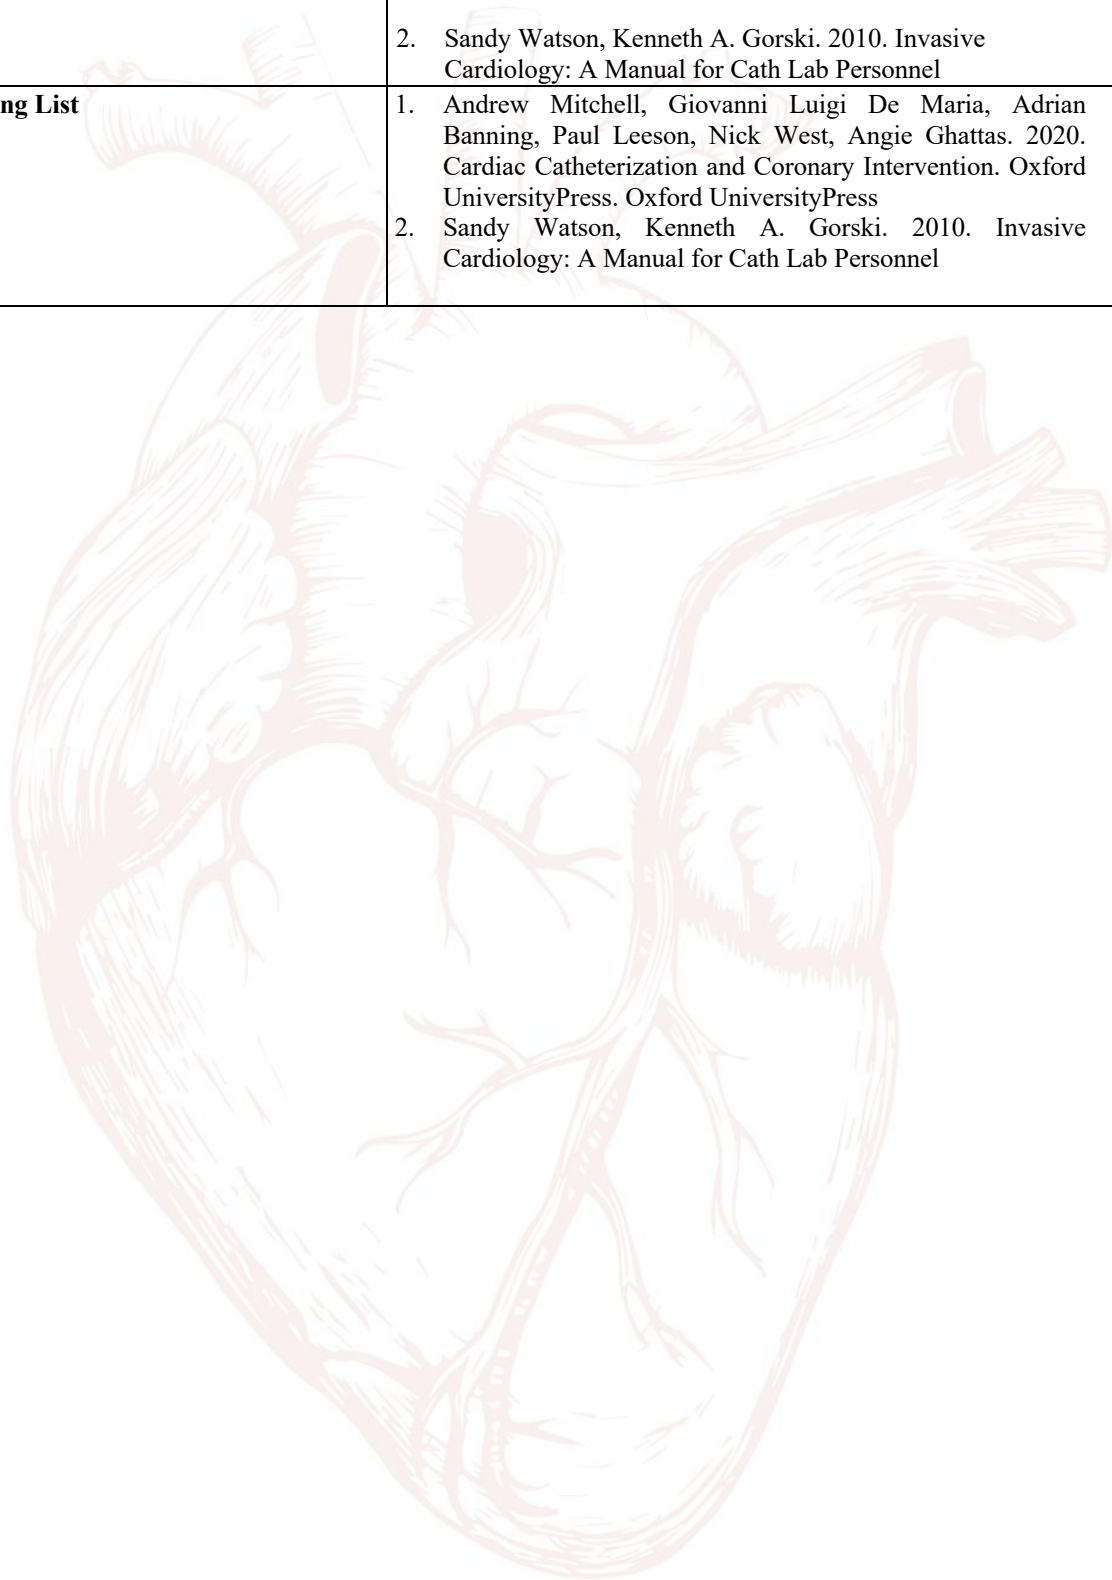 2. Sandy Watson, Kenneth A. Gorski. 2010. Invasive
Cardiology: A Manual for Cath Lab Personnel
ng List
1. Andrew Mitchell, Giovanni Luigi De Maria, Adrian
Banning, Paul Leeson, Nick West, Angie Ghattas. 2020.
Cardiac Catheterization and Coronary Intervention. Oxford
UniversityPress. Oxford UniversityPress
2. Sandy Watson, Kenneth A. Gorski. 2010. Invasive
Cardiology: A Manual for Cath Lab Personnel